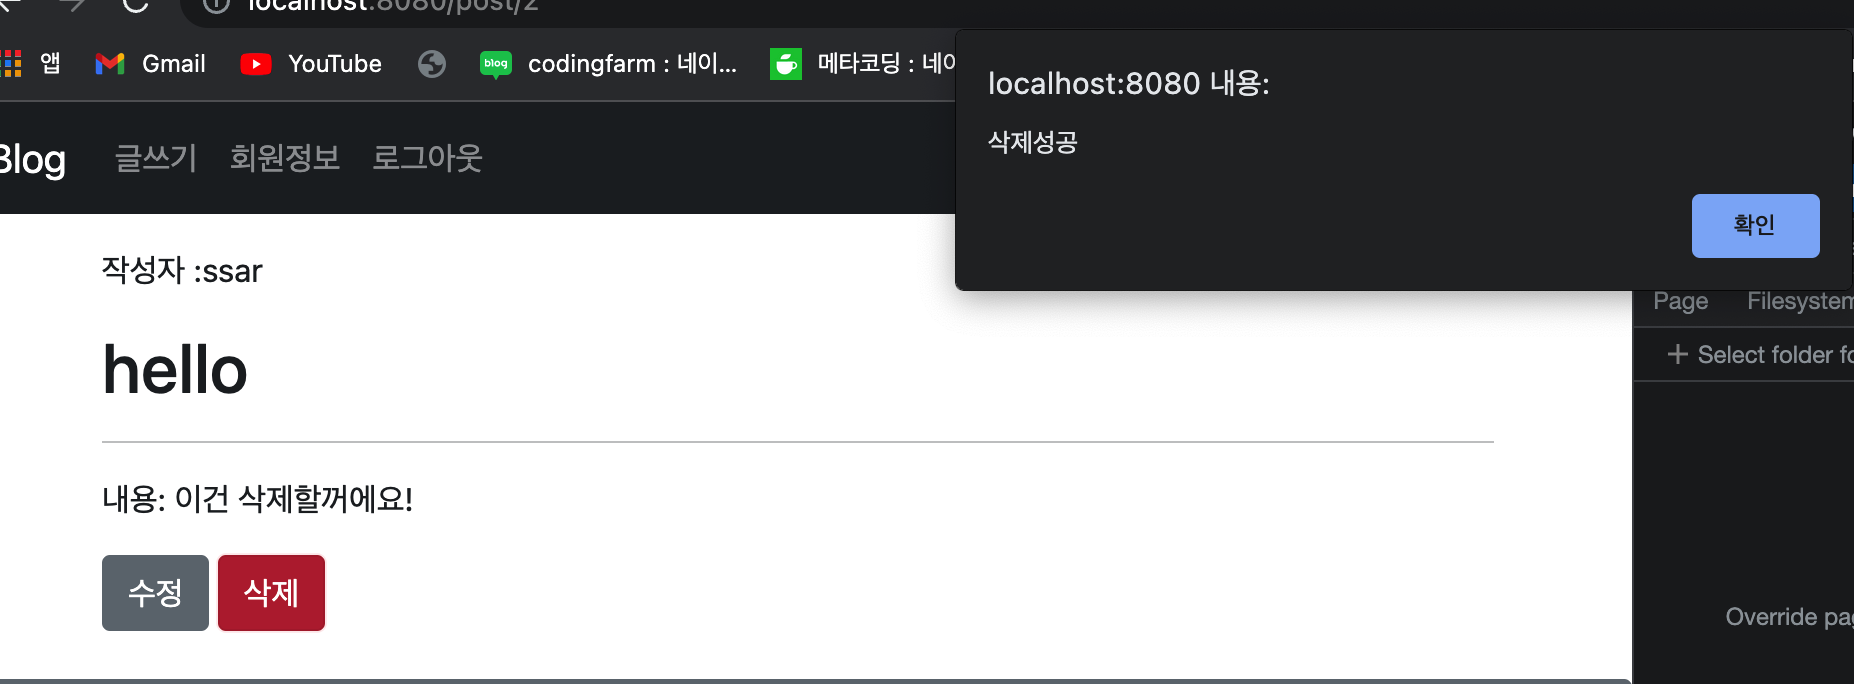 localhost:8080/post/2
앱 Gmail YouTube blog codingfarm : 네이... 메타코딩 : 네이
localhost:8080 내용:
삭제성공
확인
Blog 글쓰기 회원정보 로그아웃
작성자 :ssar
hello
내용: 이건 삭제할꺼에요!
수정 삭제
Page Filesystem
+ Select folder fo
Override pag